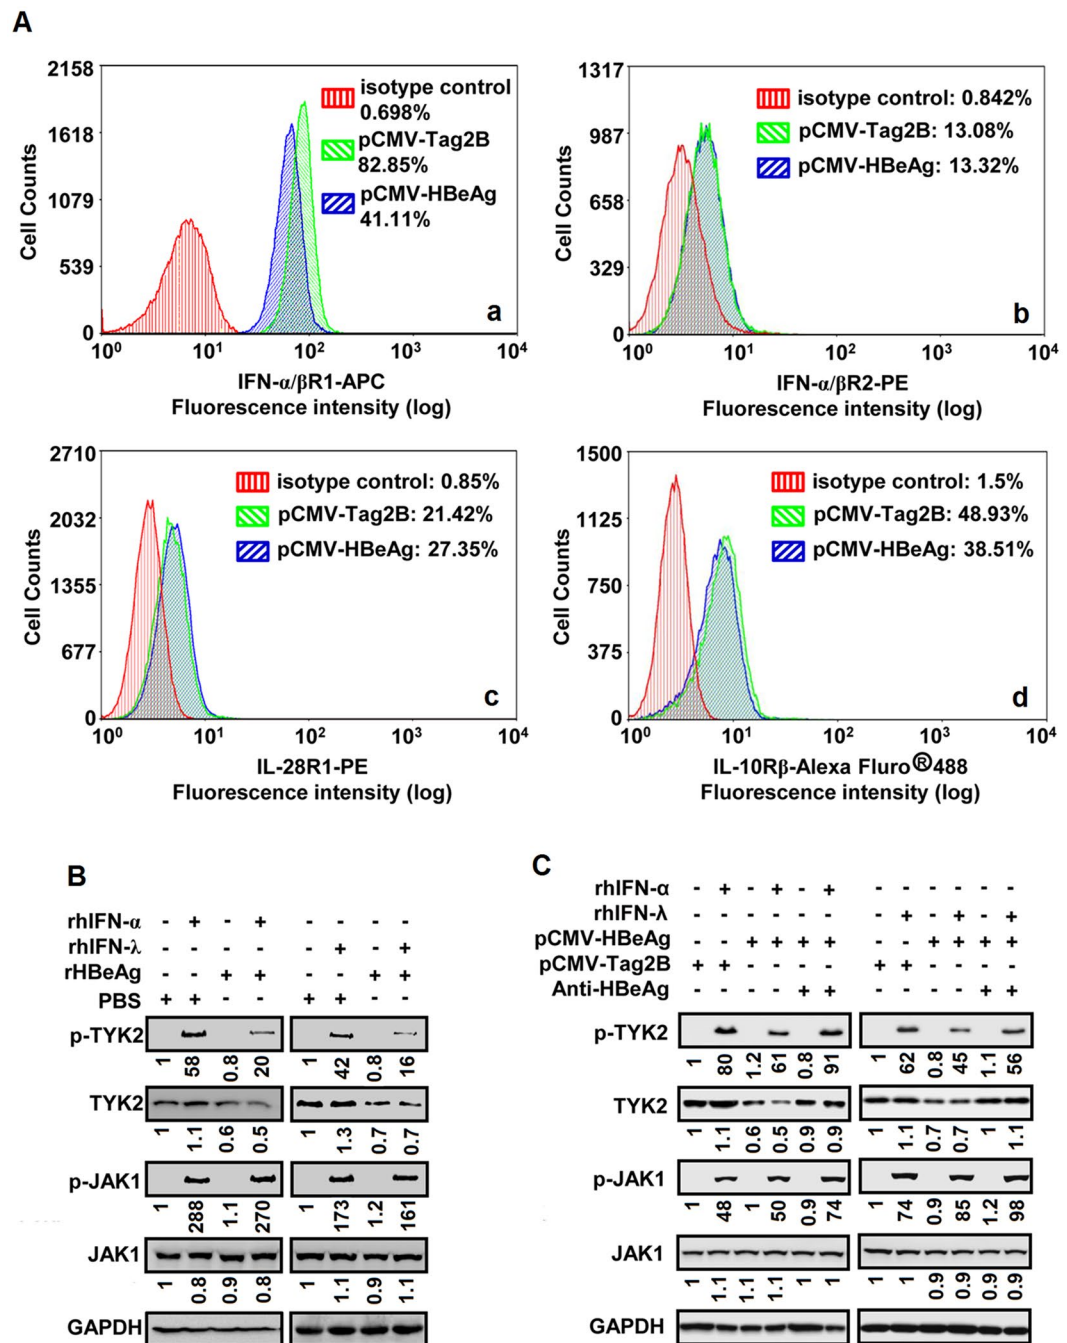 A
2158
1618
1079
539
0
Cell Counts
isotype control
0.698%
pCMV-Tag2B
82.85%
pCMV-HBeAg
41.11%
a
10⁰ 10¹ 10² 10³ 10⁴
IFN-α/βR1-APC
Fluorescence intensity (log)
1317
987
658
329
0
Cell Counts
isotype control: 0.842%
pCMV-Tag2B: 13.08%
pCMV-HBeAg: 13.32%
b
10⁰ 10¹ 10² 10³ 10⁴
IFN-α/βR2-PE
Fluorescence intensity (log)
2710
2032
1355
677
0
Cell Counts
isotype control: 0.85%
pCMV-Tag2B: 21.42%
pCMV-HBeAg: 27.35%
c
10⁰ 10¹ 10² 10³ 10⁴
IL-28R1-PE
Fluorescence intensity (log)
1500
1125
750
375
0
Cell Counts
isotype control: 1.5%
pCMV-Tag2B: 48.93%
pCMV-HBeAg: 38.51%
d
10⁰ 10¹ 10² 10³ 10⁴
IL-10Rβ-Alexa Fluro®488
Fluorescence intensity (log)
B
rhIFN-α - + - + - - - -
rhIFN-λ - - - - - + - +
rHBeAg - - + + - - + +
PBS + + - - + + - -
p-TYK2
1 58 0.8 20 1 42 0.8 16
TYK2
1 1.1 0.6 0.5 1 1.3 0.7 0.7
p-JAK1
1 288 1.1 270 1 173 1.2 161
JAK1
1 0.8 0.9 0.8 1 1.1 0.9 1.1
GAPDH
C
rhIFN-α - + - + - + - - - - - -
rhIFN-λ - - - - - - - + - + - +
pCMV-HBeAg - - + + + + - - + + + +
pCMV-Tag2B + + - - - - + + - - - -
Anti-HBeAg - - - - + + - - - - + +
p-TYK2
1 80 1.2 61 0.8 91 1 62 0.8 45 1.1 56
TYK2
1 1.1 0.6 0.5 0.9 0.9 1 1.1 0.7 0.7 1 1.1
p-JAK1
1 48 1 50 0.9 74 1 74 0.9 85 1.2 98
JAK1
1 1.1 1.1 1.1 1 1 1 1 0.9 0.9 0.9 0.9
GAPDH